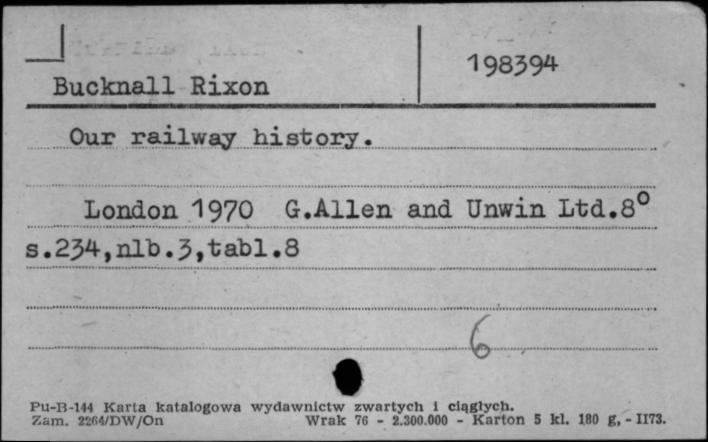 198394
Bucknall Rixon
Our railway history.
London 1970 G.Allen and Unwin Ltd.8°
s.234,nlb.3,tabl.8
6
Pu-B-144 Karta katalogowa wydawnictw zwartych i ciągłych.
Zam. 2264/DW/On Wrak 76 - 2.300.000 - Karton 5 kl. 180 g, - II73.